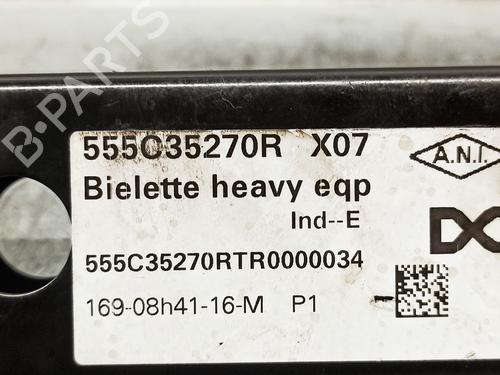 B-PARTS
555C35270R X07
A.N.I.
Bielette heavy eqp
Ind--E
555C35270RTR0000034
169-08h41-16-M P1